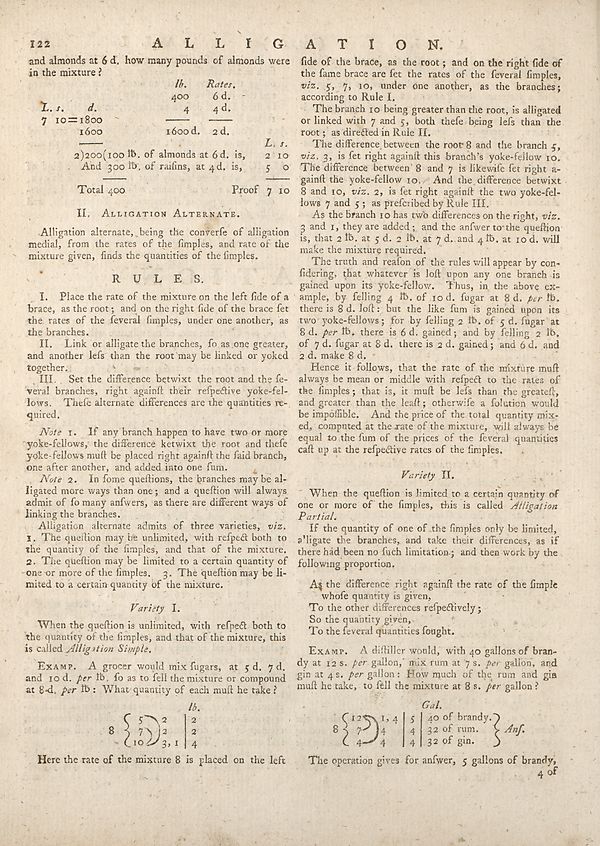 122 ALLIGATION.
and almonds at 6 d. how many pounds of almonds were
in the mixture?
lb. Rates.
400 6 d.
L. s. d. 4 4 d.
7 10=1800
1600 1600 d. 2 d.
L. s.
2)200(100 lb. of almonds at 6 d. is, 2 10
And 300 lb. of raisins, at 4 d. is, 5 0
Total 400 Proof 7 10
II. ALLIGATION ALTERNATE.
Alligation alternate, being the converſe of alligation
medial, from the rates of the ſimples, and rate of the
mixture given, finds the quantities of the ſimples.
RULES.
I. Place the rate of the mixture on the left ſide of a
brace, as the root; and on the right ſide of the brace ſet
the rates of the ſeveral ſimples, under one another, as
the branches.
II. Link or alligate the branches, ſo as one greater,
and another leſs than the root may be linked or yoked
together.
III. Set the difference betwixt the root and the ſe-
veral branches, right againſt their reſpective yoke-fel-
lows. Theſe alternate differences are the quantities re-
quired.
Note 1. If any branch happen to have two or more
yoke-fellows, the difference ketwixt the root and theſe
yoke-fellows muſt be placed right againſt the ſaid branch,
one after another, and added into one ſum.
Note 2. In ſome queſtions, the branches may be al-
ligated more ways than one; and a queſtion will always
admit of ſo many anſwers, as there are different ways of
linking the branches.
Alligation alternate admits of three varieties, viz.
1. The queſtion may be unlimited, with reſpect both to
the quantity of the ſimples, and that of the mixture.
2. The queſtion may be limited to a certain quantity of
one or more of the ſimples. 3. The queſtion may be li-
mited to a certain quantity of the mixture.
Variety I.
When the queſtion is unlimited, with reſpect both to
the quantity of the ſimples, and that of the mixture, this
is called Alligation Simple.
EXAMP. A grocer would mix ſugars, at 5 d. 7 d.
and 10 d. per lb. ſo as to ſell the mixture or compound
at 8 d. per lb: What quantity of each muſt he take?
lb.
5 2 | 2
8 7 2 | 2
10 3, 1 | 4
Here the rate of the mixture 8 is placed on the left
ſide of the brace, as the root; and on the right ſide of
the ſame brace are ſet the rates of the ſeveral ſimples,
viz. 5, 7, 10, under one another, as the branches;
according to Rule I.
The branch 10 being greater than the root, is alligated
or linked with 7 and 5, both theſe being leſs than the
root; as directed in Rule II.
The difference between the root 8 and the branch 5,
viz. 3, is ſet right againſt this branch's yoke-fellow 10.
The difference between 8 and 7 is likewiſe ſet right a-
gainſt the yoke-fellow 10. And the difference betwixt
8 and 10, viz. 2, is ſet right againſt the two yoke-fel-
lows 7 and 5; as preſcribed by Rule III.
As the branch 10 has two differences on the right, viz.
3 and 1, they are added; and the anſwer to the queſtion
is, that 2 lb. at 5 d. 2 lb. at 7 d. and 4 lb. at 10 d. will
make the mixture required.
The truth and reaſon of the rules will appear by con-
ſidering, that whatever is loſt upon any one branch is
gained upon its yoke-fellow. Thus, in the above ex-
ample, by ſelling 4 lb. of 10 d. ſugar at 8 d. per lb.
there is 8 d. loſt: but the like ſum is gained upon its
two yoke-fellows; for by ſelling 2 lb. of 5 d. ſugar at
8 d. per lb. there is 6 d. gained; and by ſelling 2 lb.
of 7 d. ſugar at 8 d. there is 2 d. gained; and 6 d. and
2 d. make 8 d.
Hence it follows, that the rate of the mixture muſt
always be mean or middle with reſpect to the rates of
the ſimples; that is, it muſt be leſs than the greateſt,
and greater than the leaſt; otherwiſe a ſolution would
be impoſſible. And the price of the total quantity mix-
ed, computed at the rate of the mixture, will always be
equal to the ſum of the prices of the ſeveral quantities
caſt up at the reſpective rates of the ſimples.
Variety II.
When the queſtion is limited to a certain quantity of
one or more of the ſimples, this is called Alligation
Partial.
If the quantity of one of the ſimples only be limited,
alligate the branches, and take their differences, as if
there had been no ſuch limitation; and then work by the
following proportion.
As the difference right againſt the rate of the ſimple
whoſe quantity is given,
To the other differences reſpectively;
So the quantity given,
To the ſeveral quantities ſought.
EXAMP. A diſtiller would, with 40 gallons of bran-
dy at 12 s. per gallon, mix rum at 7 s. per gallon, and
gin at 4 s. per gallon: How much of the rum and gin
muſt he take, to ſell the mixture at 8 s. per gallon?
Gal.
12 1, 4 | 5 | 40 of brandy.
8 7 4 | 4 | 32 of rum. Anſ.
4 4 | 4 | 32 of gin.
The operation gives for anſwer, 5 gallons of brandy,
4 of